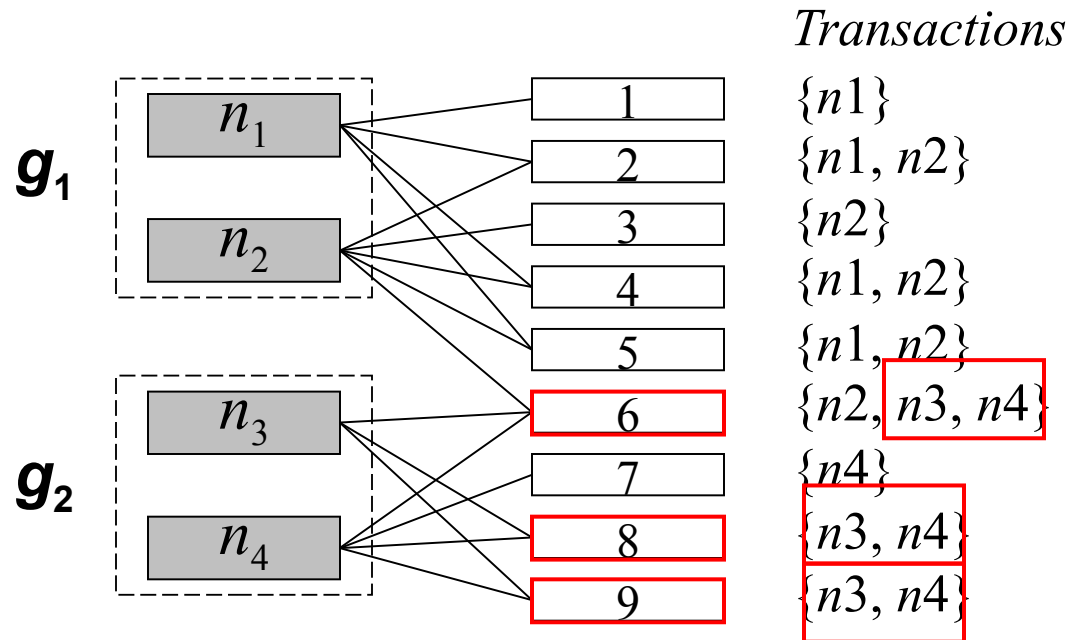 Transactions
n1 1 {n1}
g1 2 {n1, n2}
n2 3 {n2}
4 {n1, n2}
5 {n1, n2}
n3 6 {n2, n3, n4}
g2 7 {n4}
n4 8 {n3, n4}
9 {n3, n4}